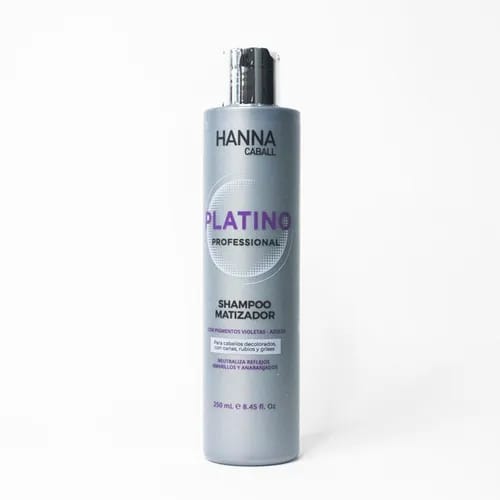 HANNA
CABALL
PLATINO
PROFESSIONAL
SHAMPOO
MATIZADOR
CON PIGMENTOS VIOLETAS - AZULES
Para cabellos decolorados,
con canas, rubios y grises
NEUTRALIZA REFLEJOS
AMARILLOS Y ANARANJADOS
250 mL ℮ 8.45 fl. Oz